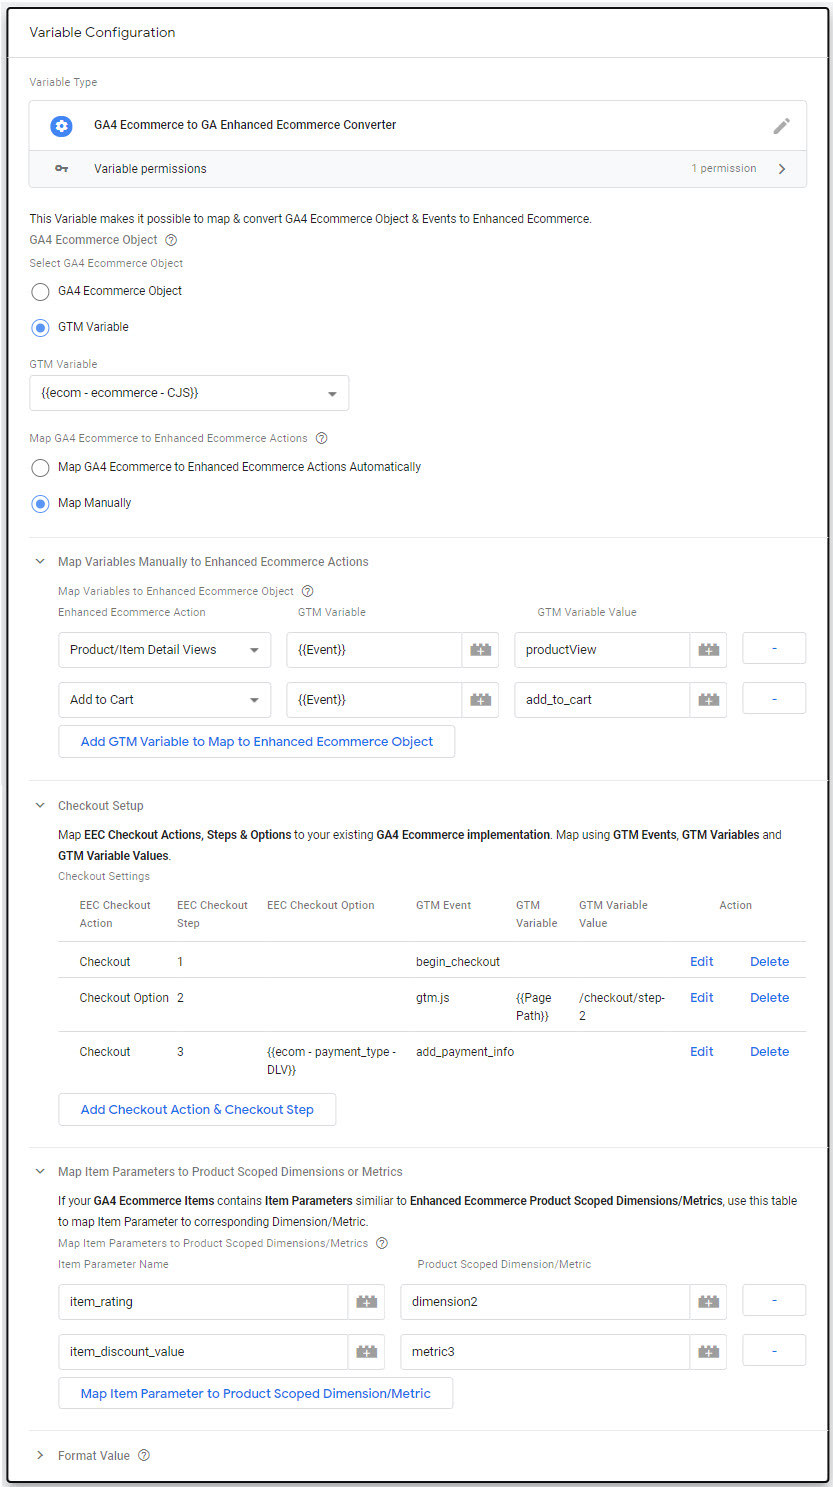 Variable Configuration
Variable Type
GA4 Ecommerce to GA Enhanced Ecommerce Converter
Variable permissions 1 permission
This Variable makes it possible to map & convert GA4 Ecommerce Object & Events to Enhanced Ecommerce.
GA4 Ecommerce Object ?
Select GA4 Ecommerce Object
GA4 Ecommerce Object
GTM Variable
GTM Variable
{{ecom - ecommerce - CJS}}
Map GA4 Ecommerce to Enhanced Ecommerce Actions ?
Map GA4 Ecommerce to Enhanced Ecommerce Actions Automatically
Map Manually
Map Variables Manually to Enhanced Ecommerce Actions
Map Variables to Enhanced Ecommerce Object ?
Enhanced Ecommerce Action GTM Variable GTM Variable Value
Product/Item Detail Views {{Event}} productView -
Add to Cart {{Event}} add_to_cart -
Add GTM Variable to Map to Enhanced Ecommerce Object
Checkout Setup
Map EEC Checkout Actions, Steps & Options to your existing GA4 Ecommerce implementation. Map using GTM Events, GTM Variables and
GTM Variable Values.
Checkout Settings
EEC Checkout EEC Checkout EEC Checkout Option GTM Event GTM GTM Variable Action
Action Step Variable Value
Checkout 1 begin_checkout Edit Delete
Checkout Option 2 gtm.js {{Page /checkout/step- Edit Delete
Path}} 2
Checkout 3 {{ecom - payment_type - add_payment_info Edit Delete
DLV}}
Add Checkout Action & Checkout Step
Map Item Parameters to Product Scoped Dimensions or Metrics
If your GA4 Ecommerce Items contains Item Parameters similiar to Enhanced Ecommerce Product Scoped Dimensions/Metrics, use this table
to map Item Parameter to corresponding Dimension/Metric.
Map Item Parameters to Product Scoped Dimensions/Metrics ?
Item Parameter Name Product Scoped Dimension/Metric
item_rating dimension2 -
item_discount_value metric3 -
Map Item Parameter to Product Scoped Dimension/Metric
Format Value ?